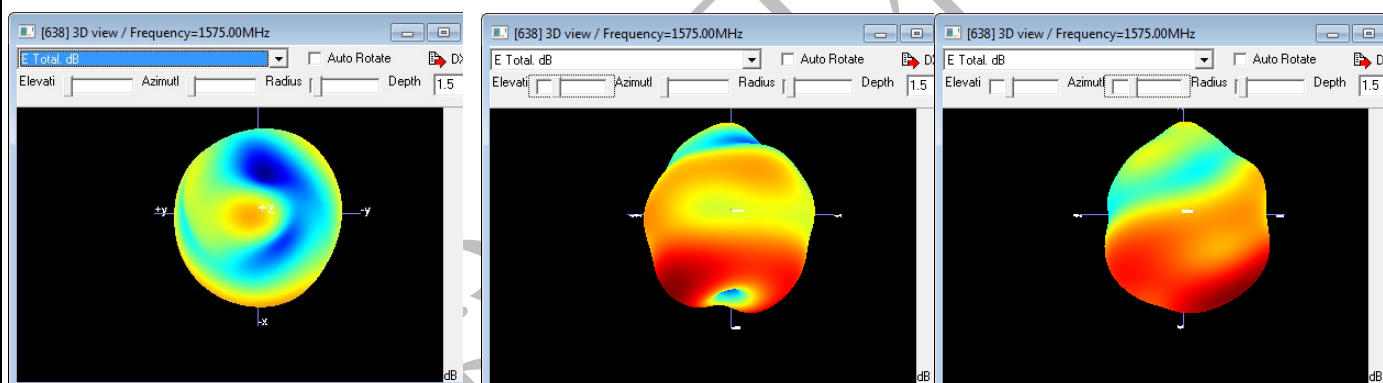 [638] 3D view / Frequency=1575.00MHz
E Total. dB
Auto Rotate
DX
Elevati
Azimutl
Radius
Depth
1.5
+y
+z
-y
-x
dB
[638] 3D view / Frequency=1575.00MHz
E Total. dB
Auto Rotate
Elevati
Azimutl
Radius
Depth
1.5
dB
[638] 3D view / Frequency=1575.00MHz
E Total. dB
Auto Rotate
Elevati
Azimutl
Radius
Depth
1.5
dB